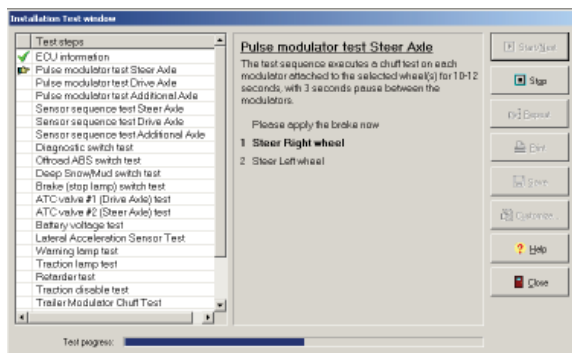 Installation Test window
Test steps
ECU information
Pulse modulator test Steer Axle
Pulse modulator test Drive Axle
Pulse modulator test Additional Axle
Sensor sequence test Steer Axle
Sensor sequence test Drive Axle
Sensor sequence test Additional Axle
Diagnostic switch test
Offroad ABS switch test
Deep Snow/Mud switch test
Brake (stop lamp) switch test
ATC valve #1 (Drive Axle) test
ATC valve #2 (Steer Axle) test
Battery voltage test
Lateral Acceleration Sensor Test
Warning lamp test
Traction lamp test
Retarder test
Traction disable test
Trailer Modulator Chuff Test
Pulse modulator test Steer Axle
The test sequence executes a chuff test on each
modulator attached to the selected wheel(s) for 10-12
seconds, with 3 seconds pause between the
modulators.
Please apply the brake now
1 Steer Right wheel
2 Steer Left wheel
Start/Next
Stop
Repeat
Print
Save
Customize...
Help
Close
Test progress: